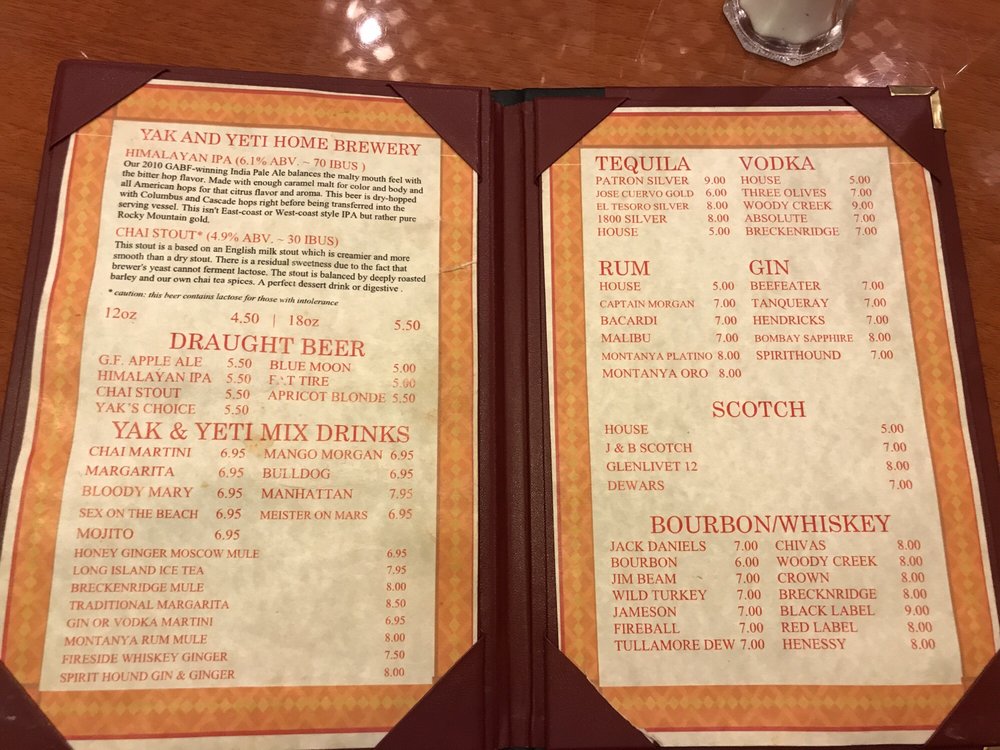 YAK AND YETI HOME BREWERY
HIMALAYAN IPA (6.1% ABV. ~ 70 IBUS )
Our 2010 GABF-winning India Pale Ale balances the malty mouth feel with
the bitter hop flavor. Made with enough caramel malt for color and body and
all American hops for that citrus flavor and aroma. This beer is dry-hopped
with Columbus and Cascade hops right before being transferred into the
serving vessel. This isn't East-coast or West-coast style IPA but rather pure
Rocky Mountain gold.
CHAI STOUT* (4.9% ABV. ~ 30 IBUS)
This stout is a based on an English milk stout which is creamier and more
smooth than a dry stout. There is a residual sweetness due to the fact that
brewer's yeast cannot ferment lactose. The stout is balanced by deeply roasted
barley and our own chai tea spices. A perfect dessert drink or digestive .
* caution: this beer contains lactose for those with intolerance
12oz 4.50 | 18oz 5.50
DRAUGHT BEER
G.F. APPLE ALE 5.50 BLUE MOON 5.00
HIMALAYAN IPA 5.50 FAT TIRE 5.00
CHAI STOUT 5.50 APRICOT BLONDE 5.50
YAK'S CHOICE 5.50
YAK & YETI MIX DRINKS
CHAI MARTINI 6.95 MANGO MORGAN 6.95
MARGARITA 6.95 BULLDOG 6.95
BLOODY MARY 6.95 MANHATTAN 7.95
SEX ON THE BEACH 6.95 MEISTER ON MARS 6.95
MOJITO 6.95
HONEY GINGER MOSCOW MULE 6.95
LONG ISLAND ICE TEA 7.95
BRECKENRIDGE MULE 8.00
TRADITIONAL MARGARITA 8.50
GIN OR VODKA MARTINI 6.95
MONTANYA RUM MULE 8.00
FIRESIDE WHISKEY GINGER 7.50
SPIRIT HOUND GIN & GINGER 8.00
TEQUILA VODKA
PATRON SILVER 9.00 HOUSE 5.00
JOSE CUERVO GOLD 6.00 THREE OLIVES 7.00
EL TESORO SILVER 8.00 WOODY CREEK 9.00
1800 SILVER 8.00 ABSOLUTE 7.00
HOUSE 5.00 BRECKENRIDGE 7.00
RUM GIN
HOUSE 5.00 BEEFEATER 7.00
CAPTAIN MORGAN 7.00 TANQUERAY 7.00
BACARDI 7.00 HENDRICKS 7.00
MALIBU 7.00 BOMBAY SAPPHIRE 8.00
MONTANYA PLATINO 8.00 SPIRITHOUND 7.00
MONTANYA ORO 8.00
SCOTCH
HOUSE 5.00
J & B SCOTCH 7.00
GLENLIVET 12 8.00
DEWARS 7.00
BOURBON/WHISKEY
JACK DANIELS 7.00 CHIVAS 8.00
BOURBON 6.00 WOODY CREEK 8.00
JIM BEAM 7.00 CROWN 8.00
WILD TURKEY 7.00 BRECKNRIDGE 8.00
JAMESON 7.00 BLACK LABEL 9.00
FIREBALL 7.00 RED LABEL 8.00
TULLAMORE DEW 7.00 HENESSY 8.00